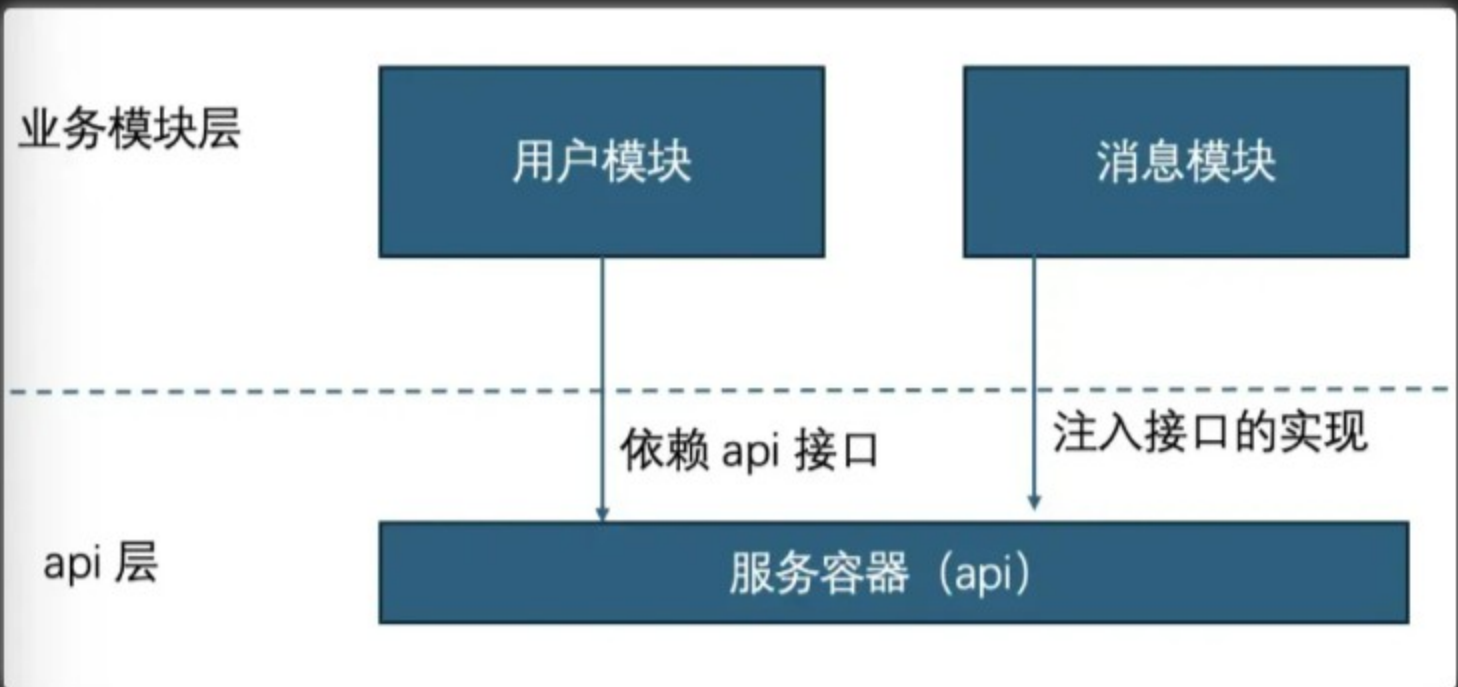 业务模块层
用户模块
消息模块
依赖 api 接口
注入接口的实现
api 层
服务容器（api）